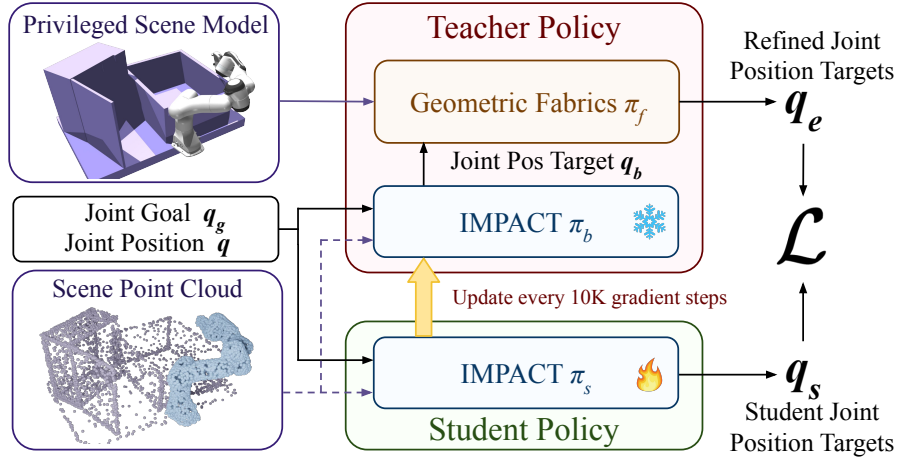 Privileged Scene Model
Teacher Policy
Geometric Fabrics π_f
Refined Joint
Position Targets
q_e
Joint Pos Target q_b
Joint Goal q_g
Joint Position q
IMPACT π_b
ℒ
Scene Point Cloud
Update every 10K gradient steps
IMPACT π_s
q_s
Student Policy
Student Joint
Position Targets